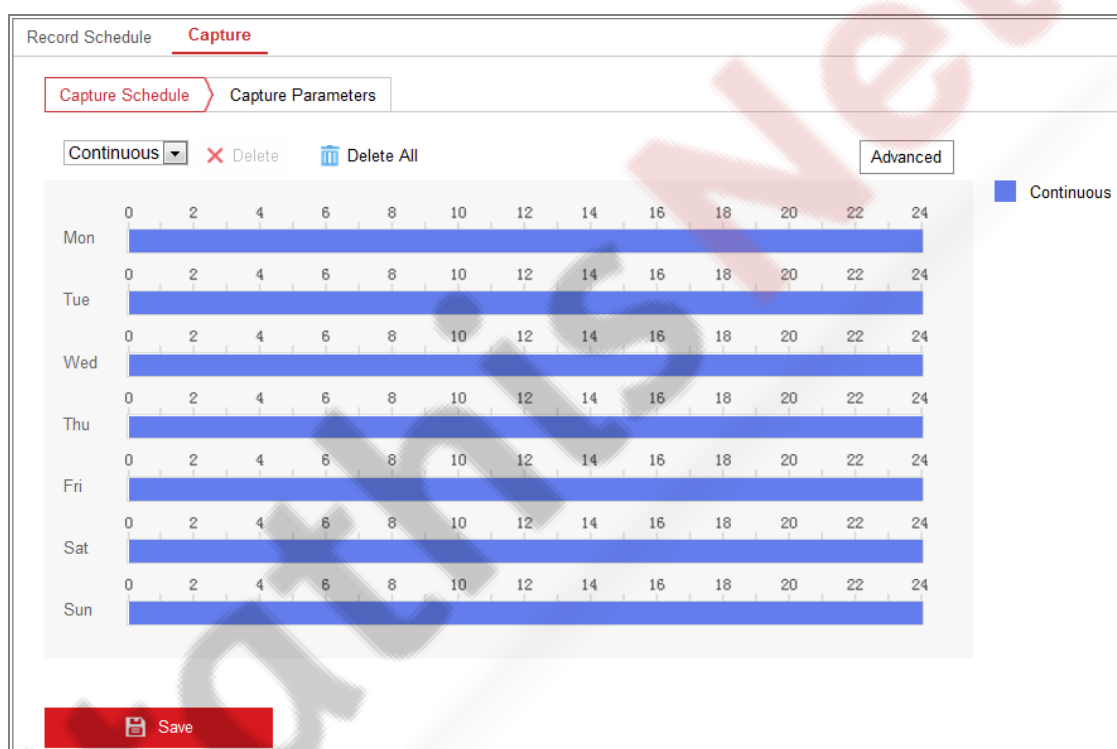 Record Schedule Capture
Capture Schedule Capture Parameters
Continuous Delete Delete All Advanced
Continuous
0 2 4 6 8 10 12 14 16 18 20 22 24
Mon
0 2 4 6 8 10 12 14 16 18 20 22 24
Tue
0 2 4 6 8 10 12 14 16 18 20 22 24
Wed
0 2 4 6 8 10 12 14 16 18 20 22 24
Thu
0 2 4 6 8 10 12 14 16 18 20 22 24
Fri
0 2 4 6 8 10 12 14 16 18 20 22 24
Sat
0 2 4 6 8 10 12 14 16 18 20 22 24
Sun
Save